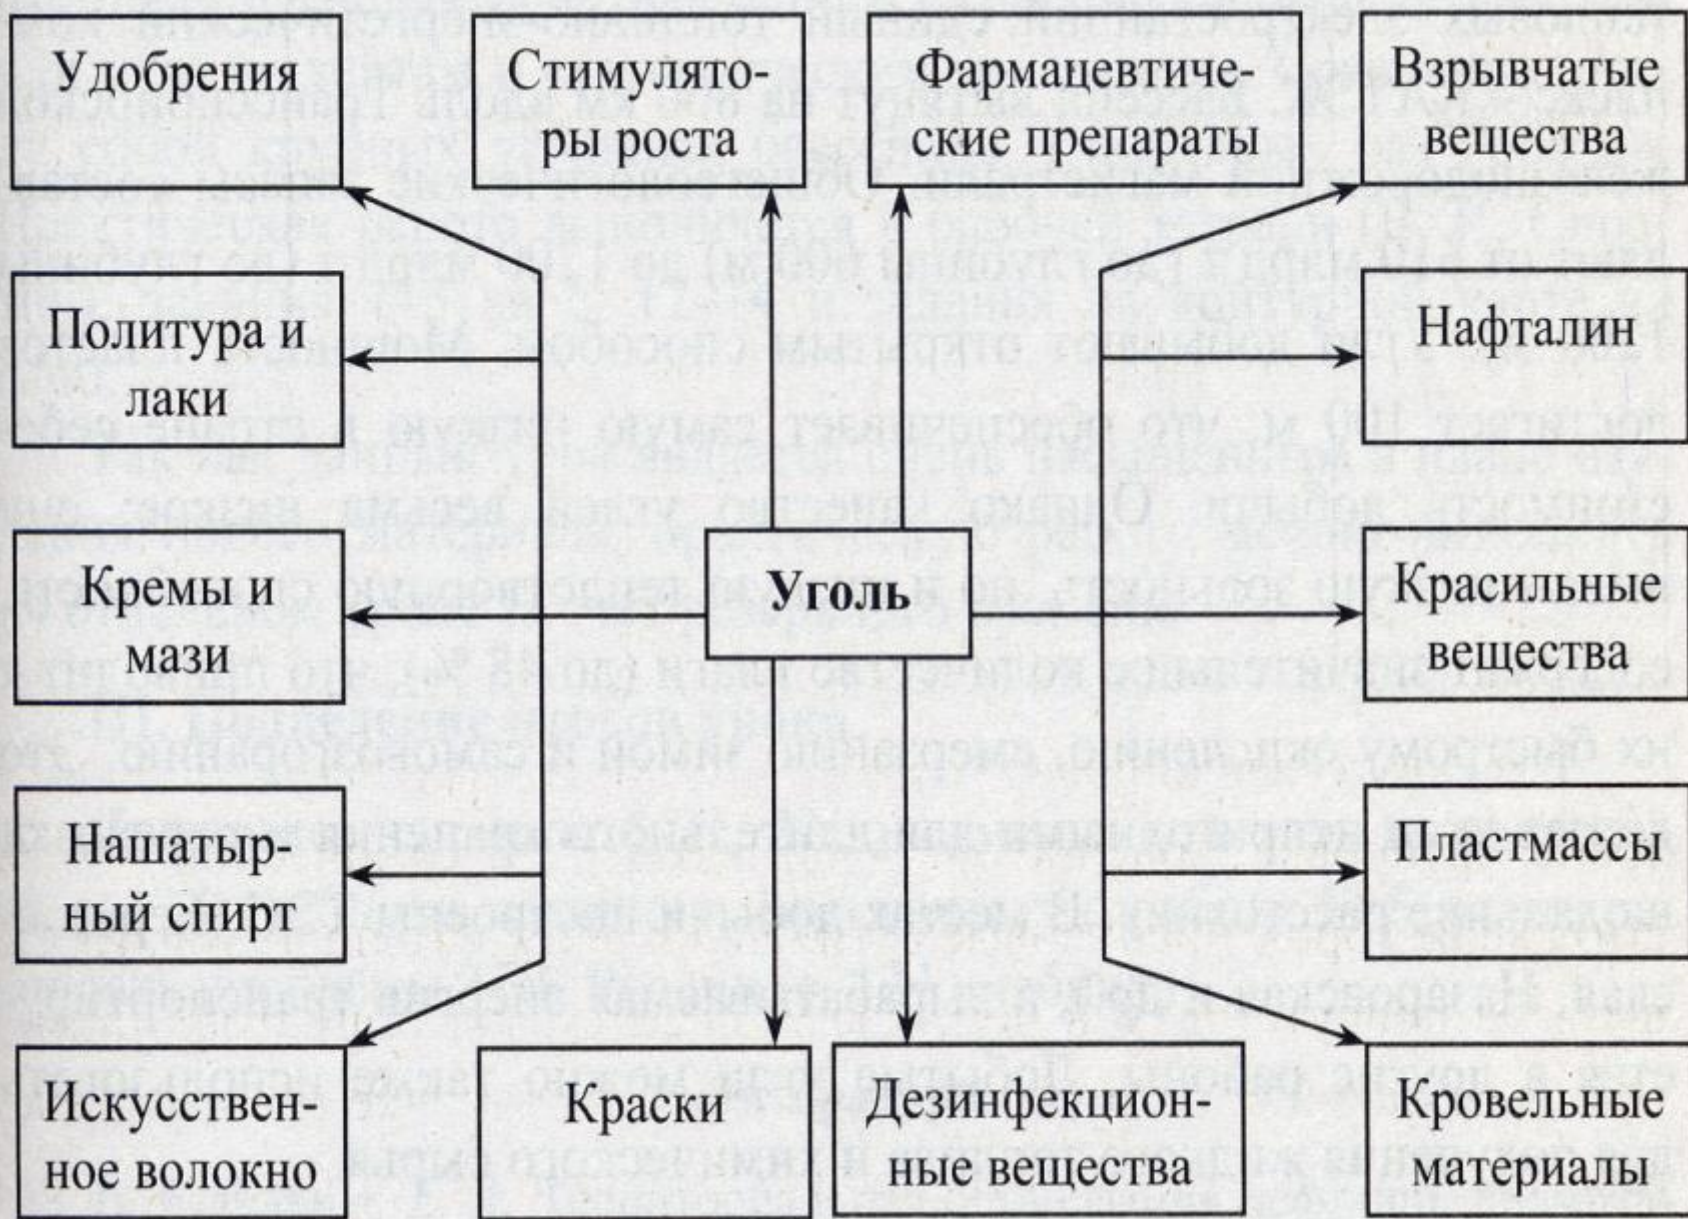 Удобрения
Стимулято-
ры роста
Фармацевтиче-
ские препараты
Взрывчатые
вещества
Политура и
лаки
Нафталин
Кремы и
мази
Уголь
Красильные
вещества
Нашатыр-
ный спирт
Пластмассы
Искусствен-
ное волокно
Краски
Дезинфекцион-
ные вещества
Кровельные
материалы